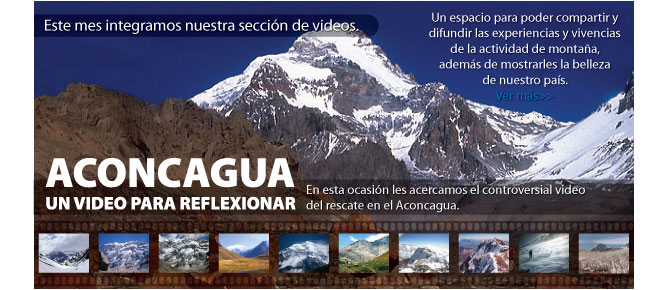 Este mes integramos nuestra sección de videos.
Un espacio para poder compartir y
difundir las experiencias y vivencias
de la actividad de montaña,
además de mostrarles la belleza
de nuestro país.
Ver más>>
ACONCAGUA
UN VIDEO PARA REFLEXIONAR
En esta ocasión les acercamos el controversial video
del rescate en el Aconcagua.